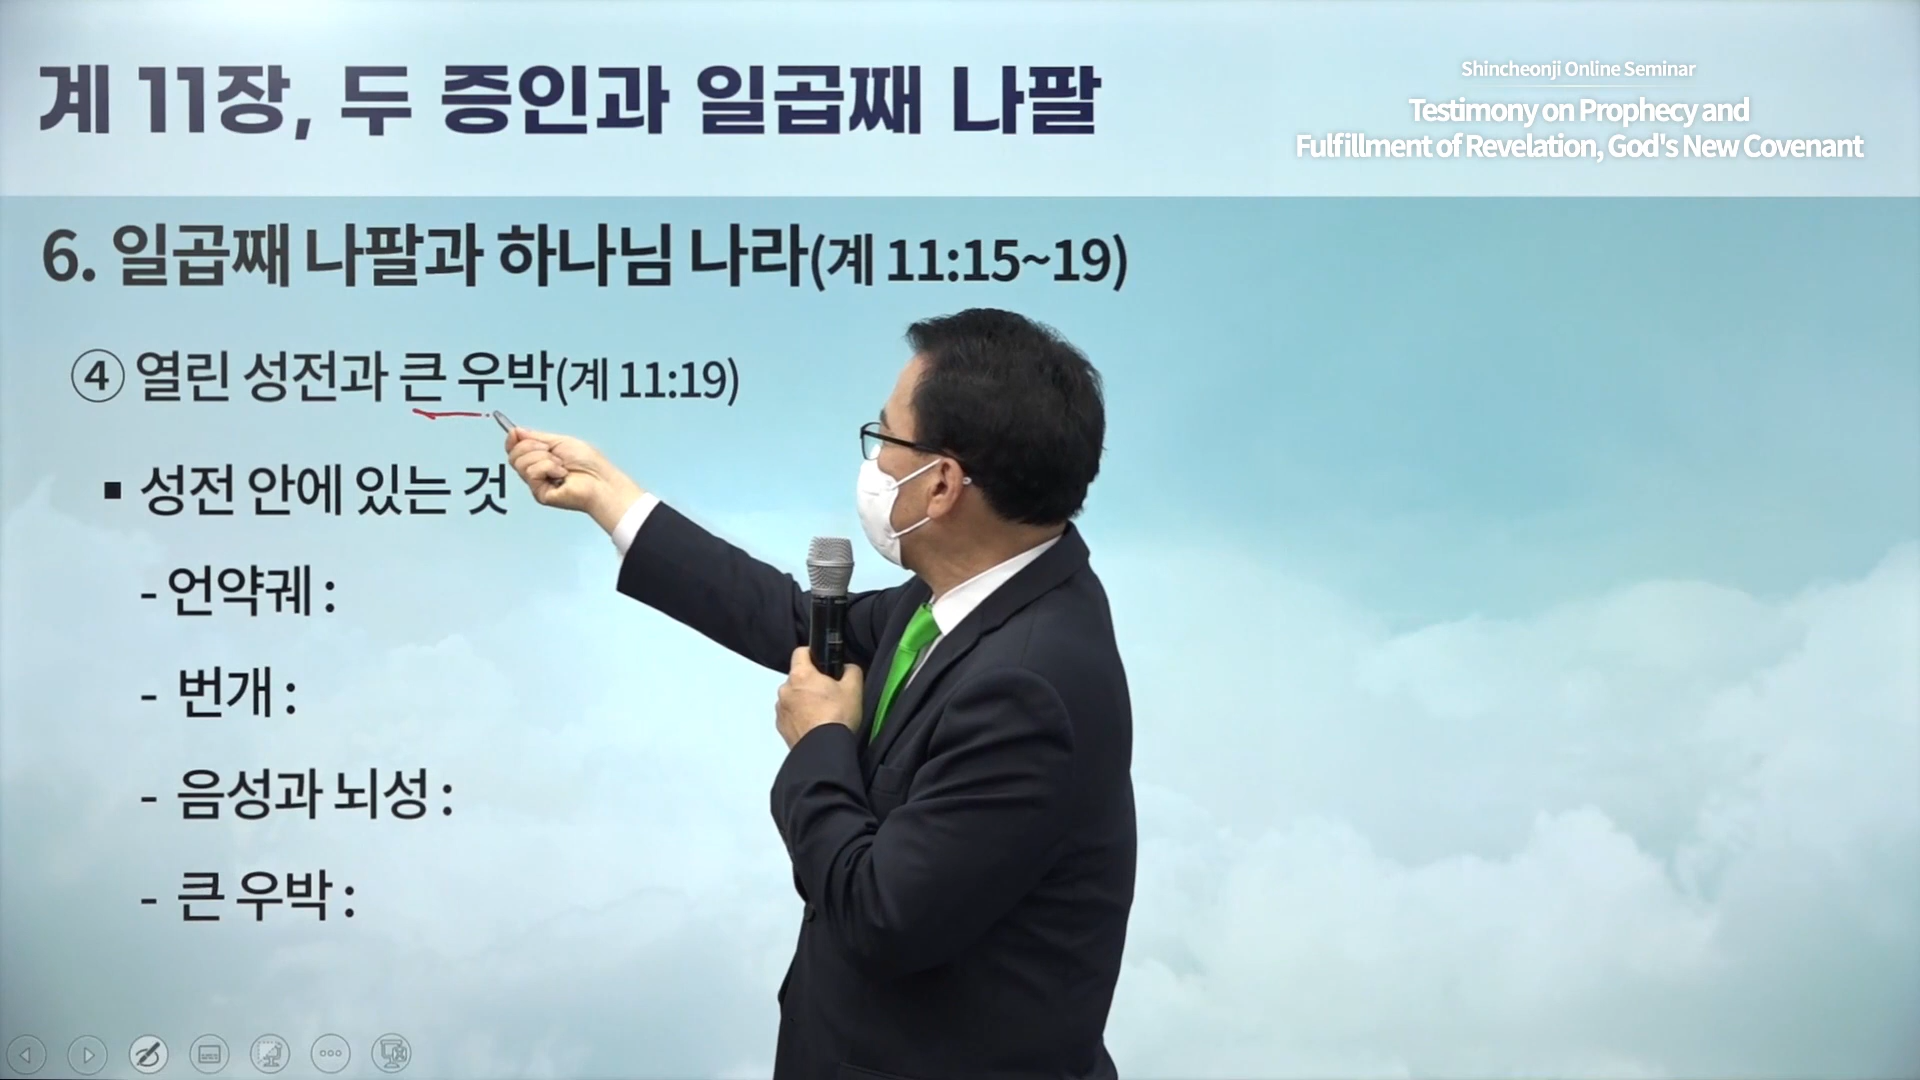 계 11장, 두 증인과 일곱째 나팔
Shincheonji Online Seminar
Testimony on Prophecy and
Fulfillment of Revelation, God's New Covenant
6. 일곱째 나팔과 하나님 나라(계 11:15~19)
④ 열린 성전과 큰 우박(계 11:19)
▪ 성전 안에 있는 것
- 언약궤 :
- 번개 :
- 음성과 뇌성 :
- 큰 우박 :